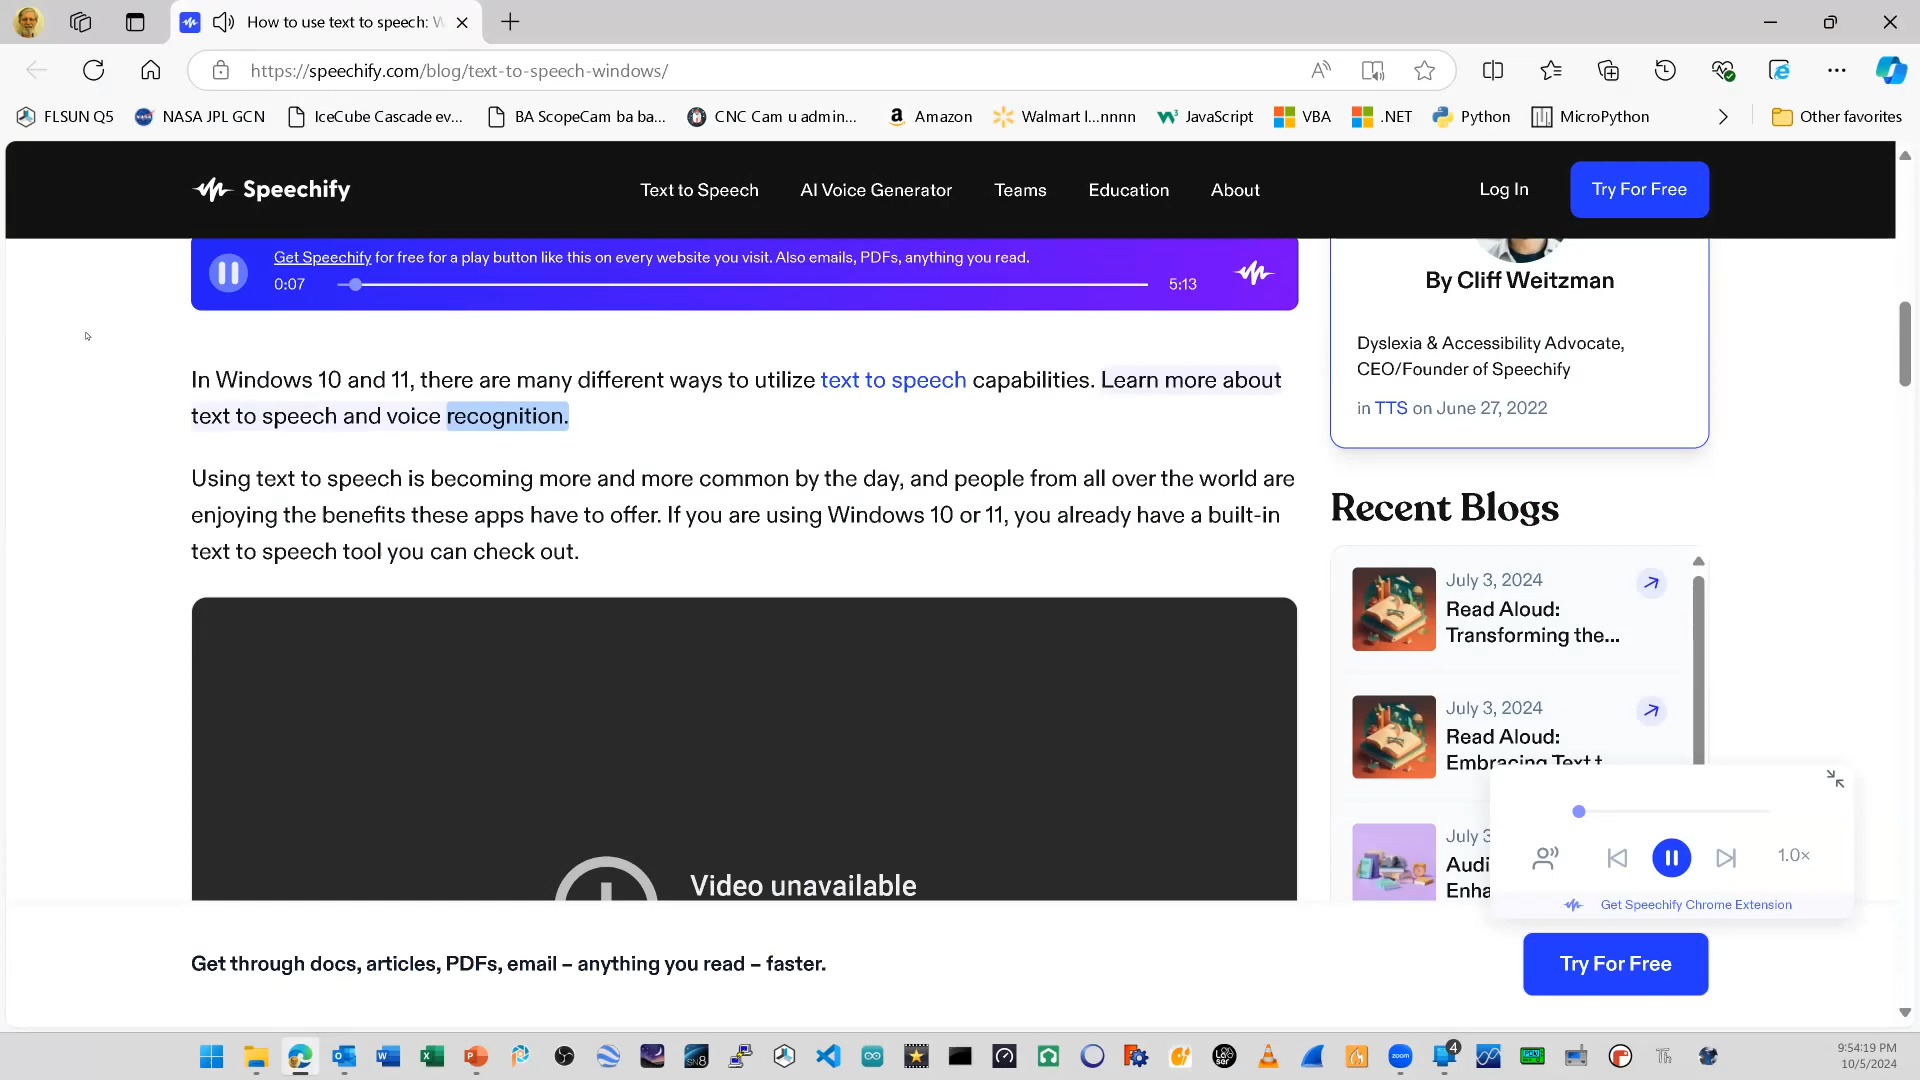 How to use text to speech: W
https://speechify.com/blog/text-to-speech-windows/
FLSUN Q5
NASA JPL GCN
IceCube Cascade ev...
BA ScopeCam ba ba...
CNC Cam u admin...
Amazon
Walmart l...nnnn
JavaScript
VBA
.NET
Python
MicroPython
Other favorites
Speechify
Text to Speech
AI Voice Generator
Teams
Education
About
Log In
Try For Free
Get Speechify for free for a play button like this on every website you visit. Also emails, PDFs, anything you read.
0:07
5:13
In Windows 10 and 11, there are many different ways to utilize text to speech capabilities. Learn more about
text to speech and voice recognition.
Using text to speech is becoming more and more common by the day, and people from all over the world are
enjoying the benefits these apps have to offer. If you are using Windows 10 or 11, you already have a built-in
text to speech tool you can check out.
Video unavailable
By Cliff Weitzman
Dyslexia & Accessibility Advocate,
CEO/Founder of Speechify
in TTS on June 27, 2022
Recent Blogs
July 3, 2024
Read Aloud:
Transforming the...
July 3, 2024
Read Aloud:
Embracing Text t
July 3
Audi
Enha
1.0×
Get Speechify Chrome Extension
Get through docs, articles, PDFs, email – anything you read – faster.
Try For Free
zoom
4
9:54:19 PM
10/5/2024